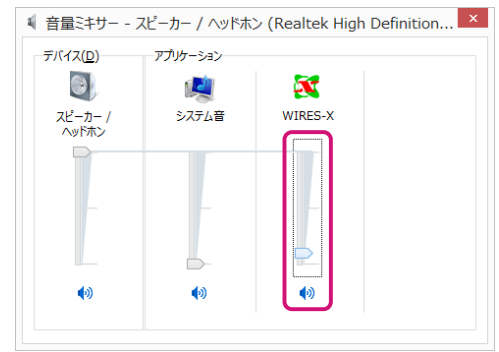 音量ミキサー - スピーカー / ヘッドホン (Realtek High Definition...
デバイス(D)
アプリケーション
スピーカー /
ヘッドホン
システム音
WIRES-X